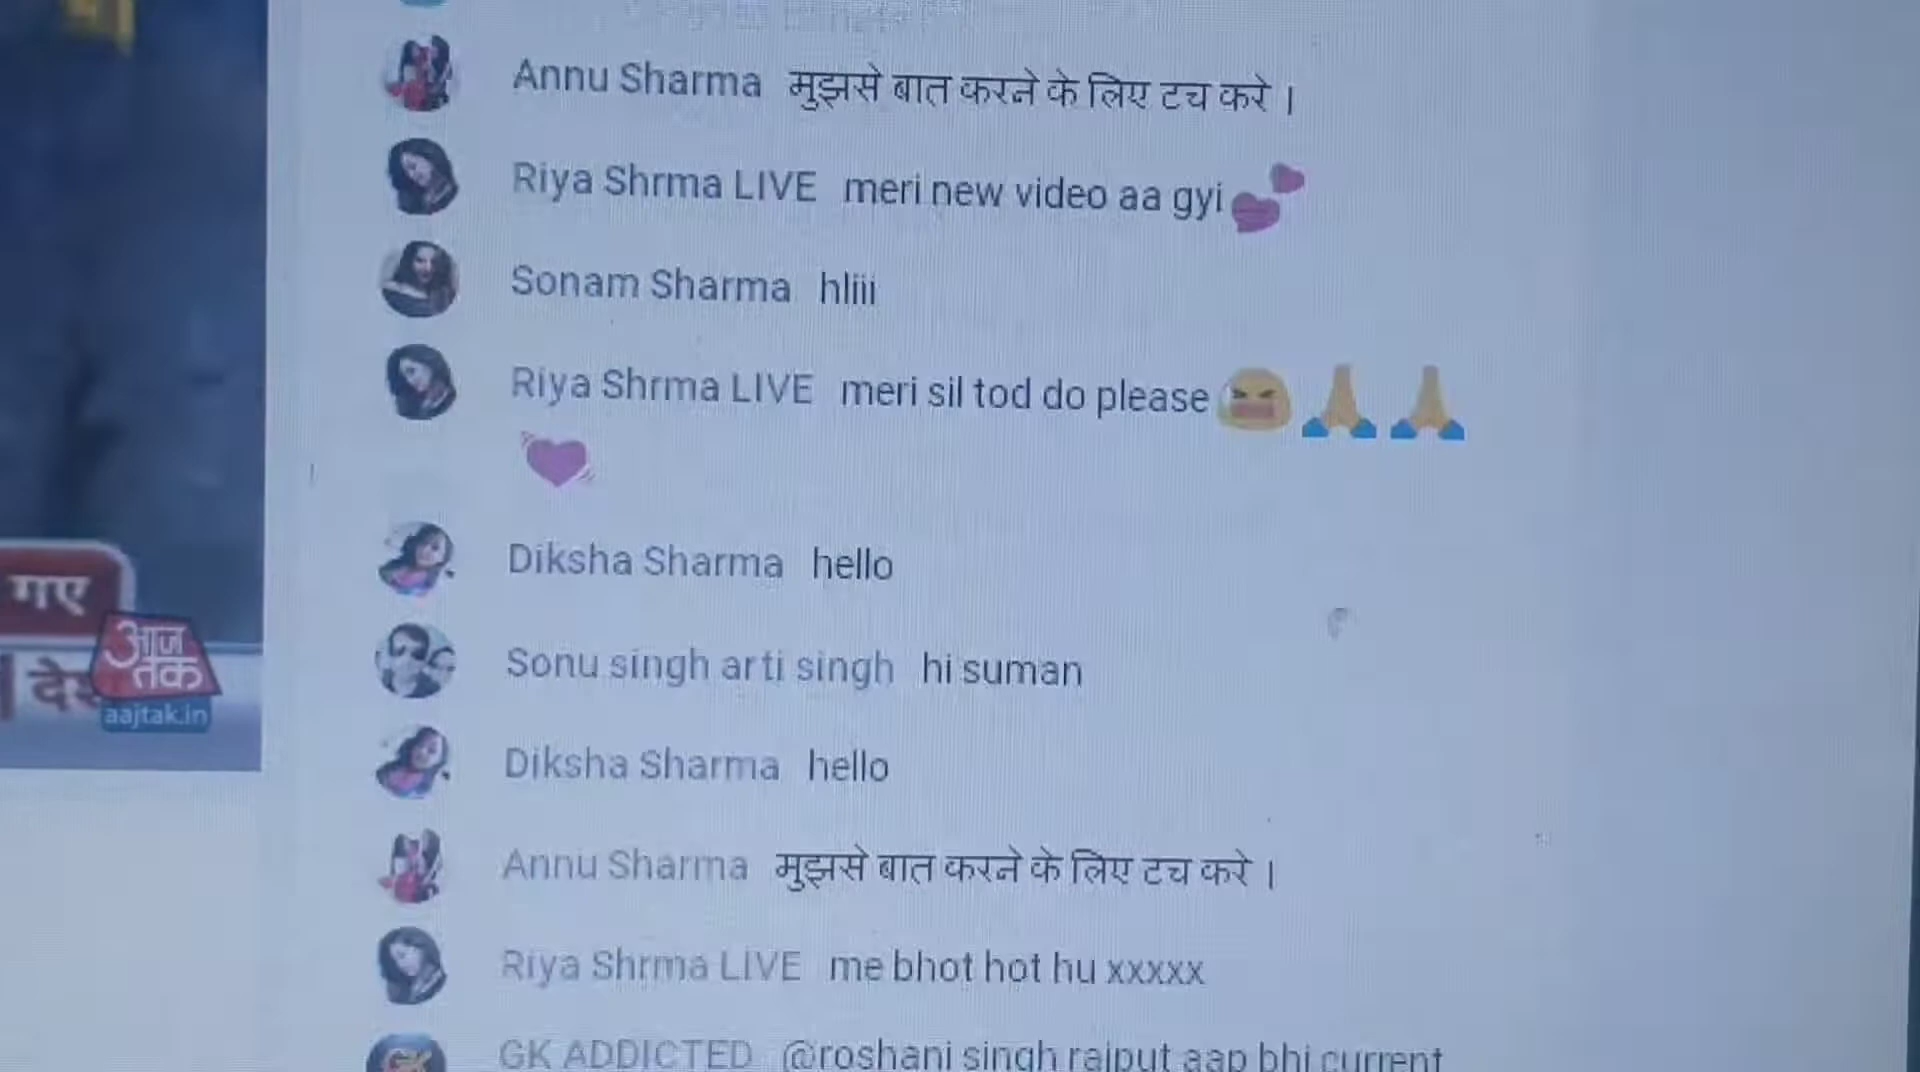 Annu Sharma मुझसे बात करने के लिए टच करे ।
Riya Shrma LIVE meri new video aa gyi
Sonam Sharma hliii
Riya Shrma LIVE meri sil tod do please
Diksha Sharma hello
Sonu singh arti singh hi suman
Diksha Sharma hello
Annu Sharma मुझसे बात करने के लिए टच करे ।
Riya Shrma LIVE me bhot hot hu xxxxx
GK ADDICTED @roshani singh rajput aap bhi current
गए
आज
तक
aajtak.in